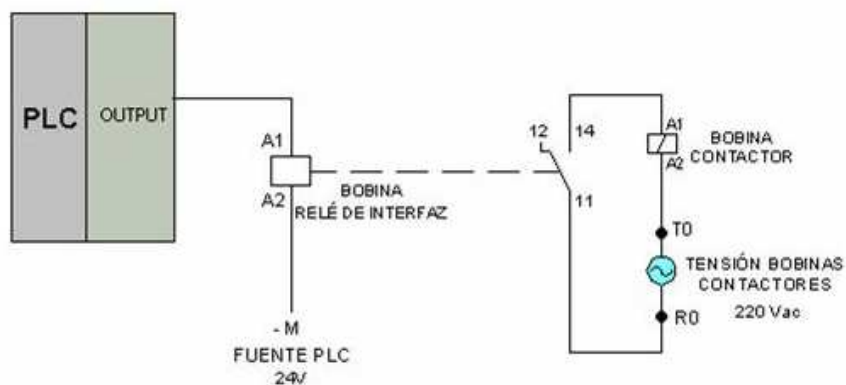 PLC
OUTPUT
A1
A2
BOBINA
RELÉ DE INTERFAZ
- M
FUENTE PLC
24V
12
14
11
A1
A2
BOBINA
CONTACTOR
T0
TENSIÓN BOBINAS
CONTACTORES
220 Vac
R0